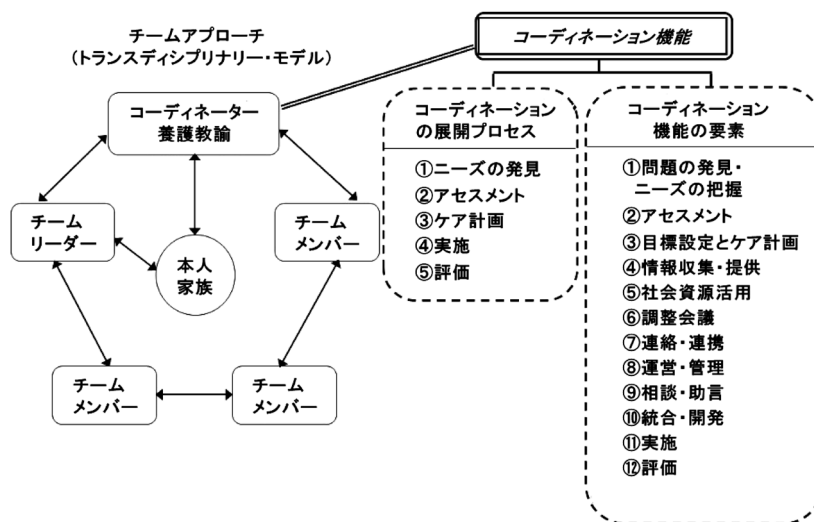 チームアプローチ
（トランスディシプリナリー・モデル）
コーディネーター
養護教論
チーム
リーダー
チーム
メンバー
本人
家族
チーム
メンバー
チーム
メンバー
コーディネーション機能
コーディネーション
の展開プロセス
①ニーズの発見
②アセスメント
③ケア計画
④実施
⑤評価
コーディネーション
機能の要素
①問題の発見・
ニーズの把握
②アセスメント
③目標設定とケア計画
④情報収集・提供
⑤社会資源活用
⑥調整会議
⑦連絡・連携
⑧運営・管理
⑨相談・助言
⑩統合・開発
⑪実施
⑫評価